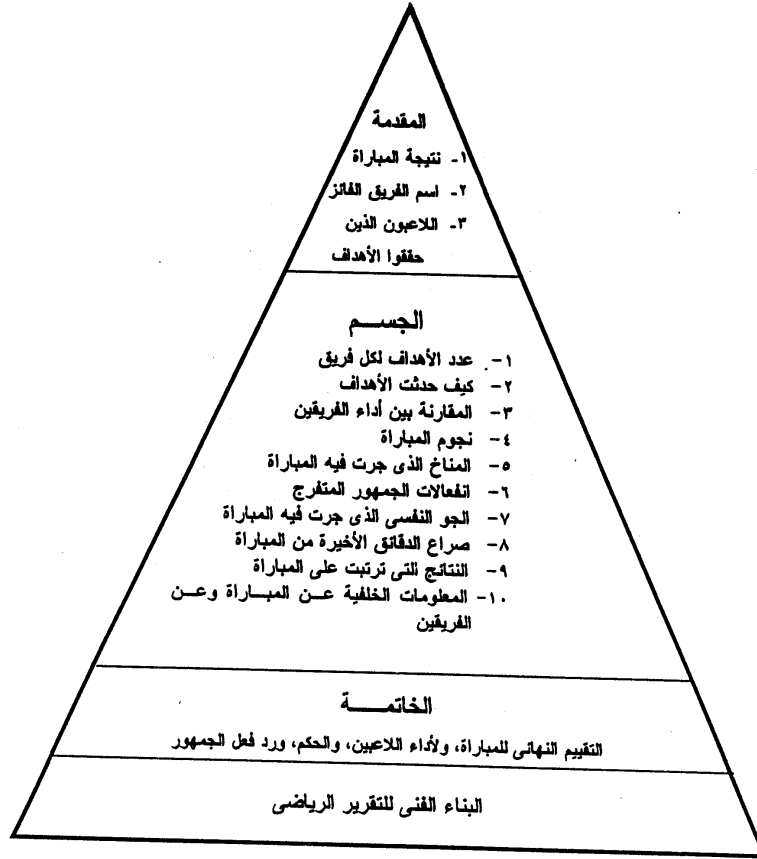 المقدمة
١- نتيجة المباراة
٢- اسم الفريق الفائز
٣- اللاعبون الذين
حققوا الأهداف
الجســـم
١- عدد الأهداف لكل فريق
٢- كيف حدثت الأهداف
٣- المقارنة بين أداء الفريقين
٤- نجوم المباراة
٥- المناخ الذى جرت فيه المباراة
٦- انفعالات الجمهور المتفرج
٧- الجو النفسى الذى جرت فيه المباراة
٨- صراع الدقائق الأخيرة من المباراة
٩- النتائج التى ترتبت على المباراة
١٠- المعلومات الخلفية عــن المبــاراة وعــن
الفريقين
الخاتمـــــة
التقييم النهائى للمباراة، ولأداء اللاعبين، والحكم، ورد فعل الجمهور
البناء الفنى للتقرير الرياضى